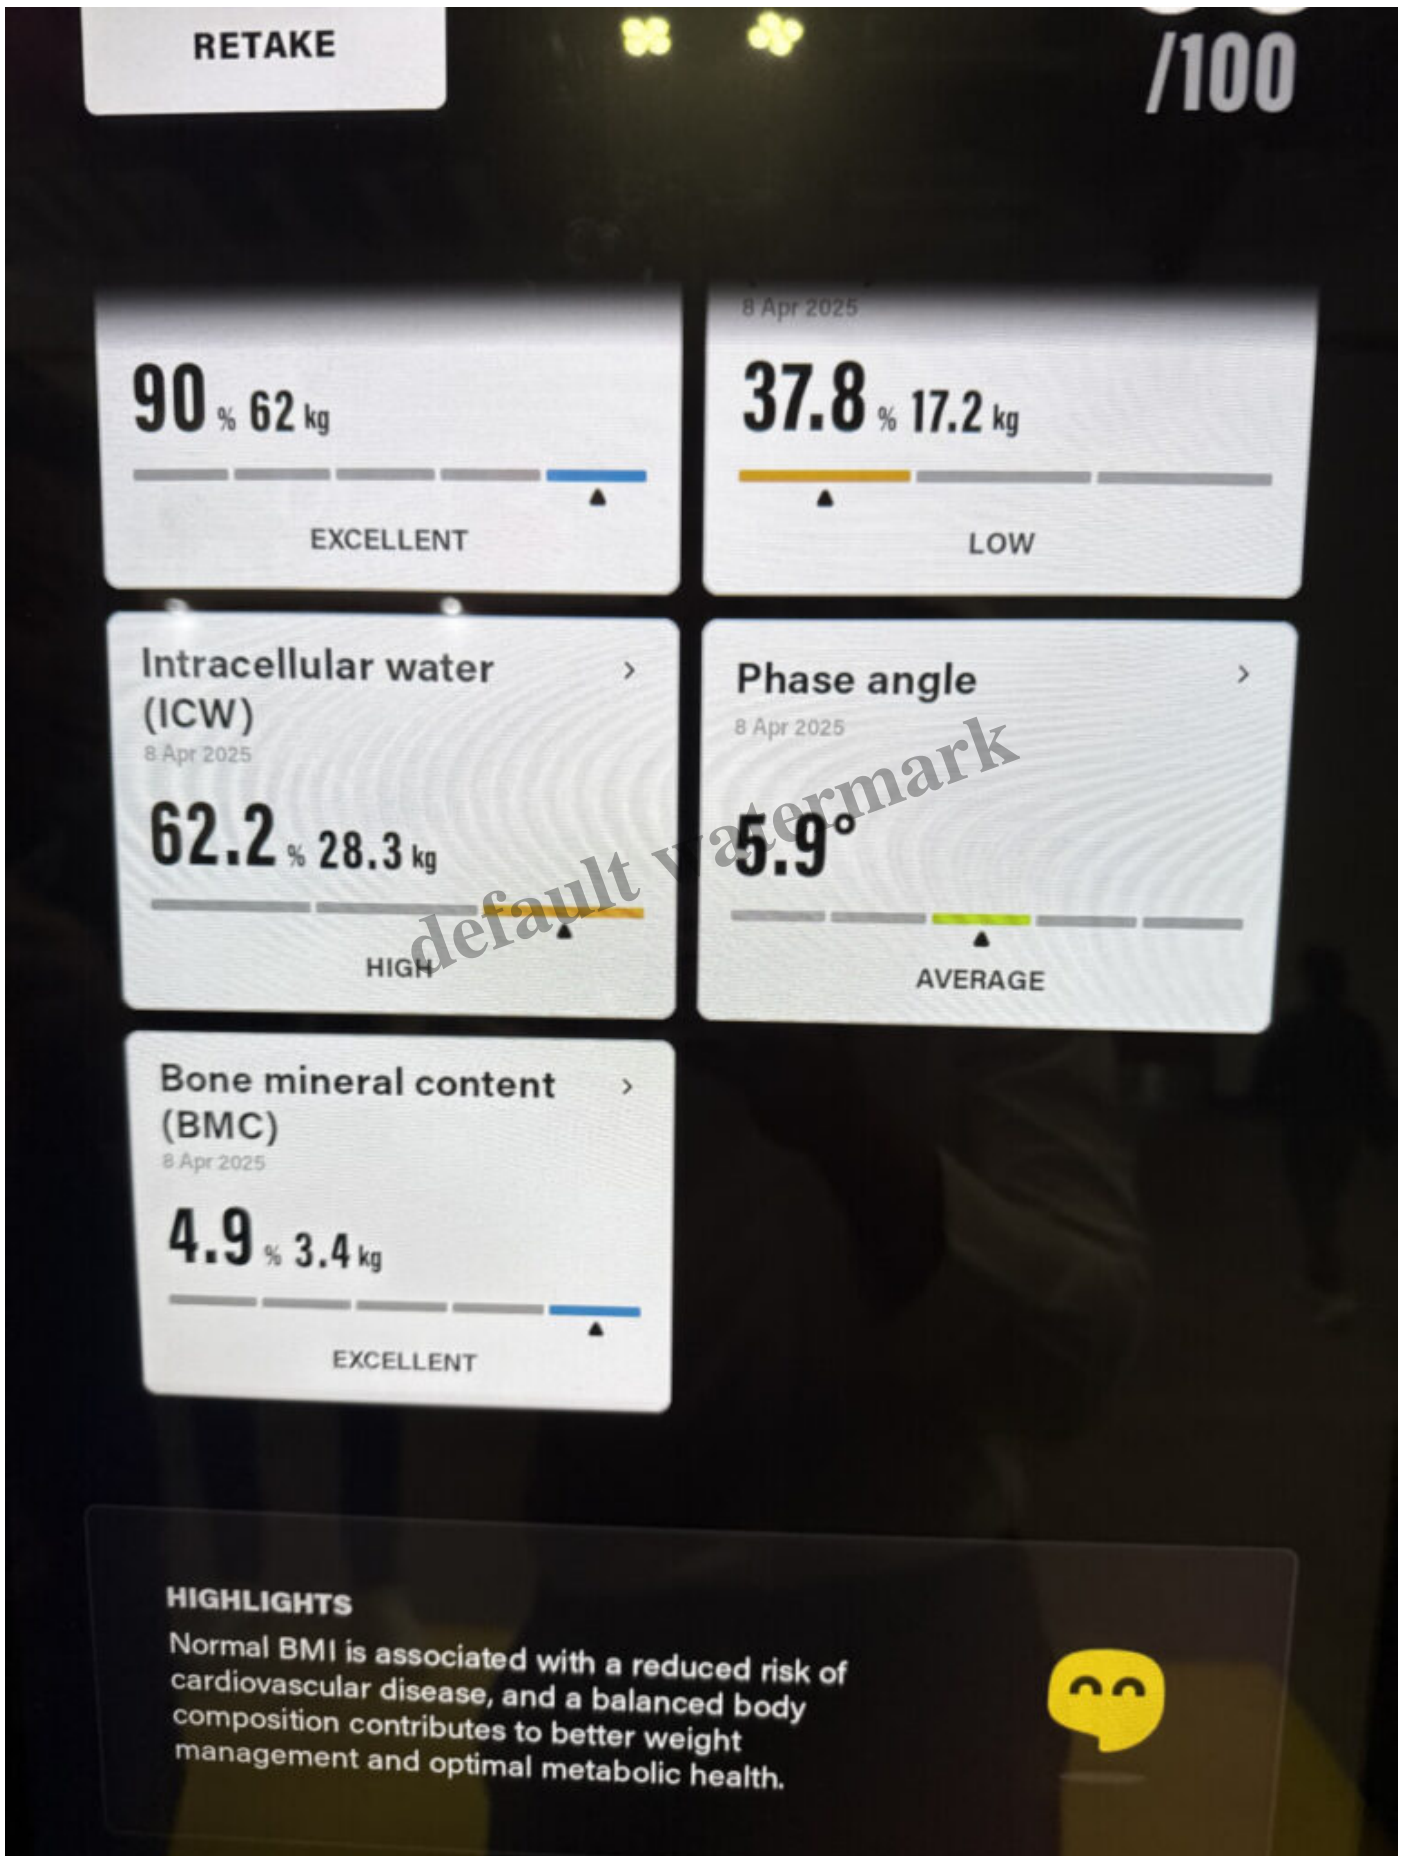 RETAKE
/100
8 Apr 2025
90 % 62 kg
37.8 % 17.2 kg
EXCELLENT
LOW
Intracellular water
(ICW)
8 Apr 2025
62.2 % 28.3 kg
HIGH
Phase angle
8 Apr 2025
5.9°
AVERAGE
default watermark
Bone mineral content
(BMC)
8 Apr 2025
4.9 % 3.4 kg
EXCELLENT
HIGHLIGHTS
Normal BMI is associated with a reduced risk of
cardiovascular disease, and a balanced body
composition contributes to better weight
management and optimal metabolic health.